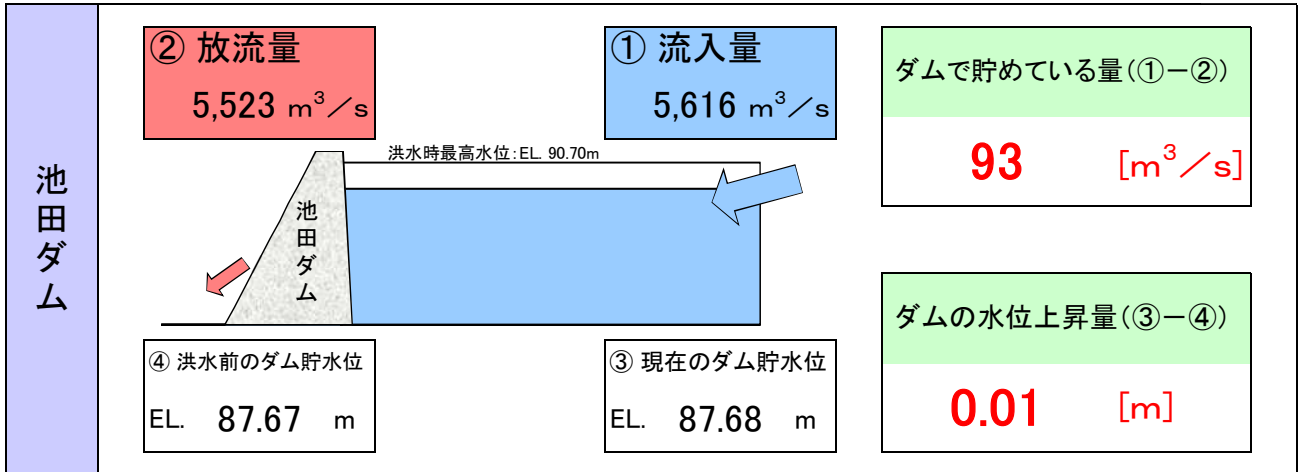 池田ダム
② 放流量
5,523 m³/s
① 流入量
5,616 m³/s
ダムで貯めている量(①-②)
93 [m³/s]
洪水時最高水位:EL. 90.70m
池田ダム
④ 洪水前のダム貯水位
EL. 87.67 m
③ 現在のダム貯水位
EL. 87.68 m
ダムの水位上昇量(③-④)
0.01 [m]